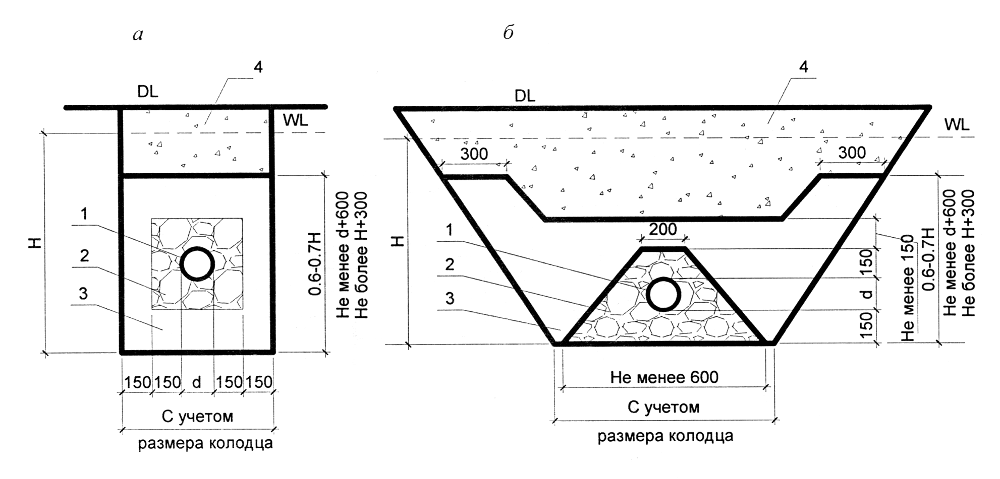 а
4
DL
WL
1
2
3
H
0.6-0.7H
Не менее d+600
Не более H+300
150 150 d 150 150
С учетом
размера колодца
б
4
DL
WL
300
300
200
1
2
3
H
150
d
150
Не менее 150
0.6-0.7H
Не менее d+600
Не более H+300
Не менее 600
С учетом
размера колодца